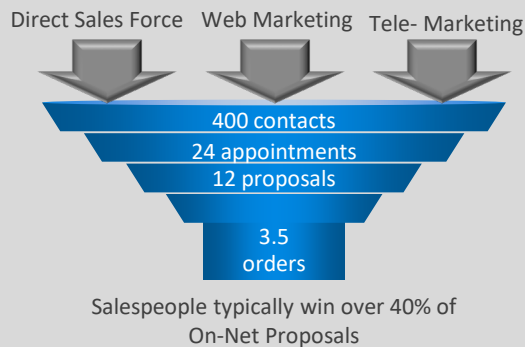 Direct Sales Force
Web Marketing
Tele- Marketing
400 contacts
24 appointments
12 proposals
3.5
orders
Salespeople typically win over 40% of
On-Net Proposals